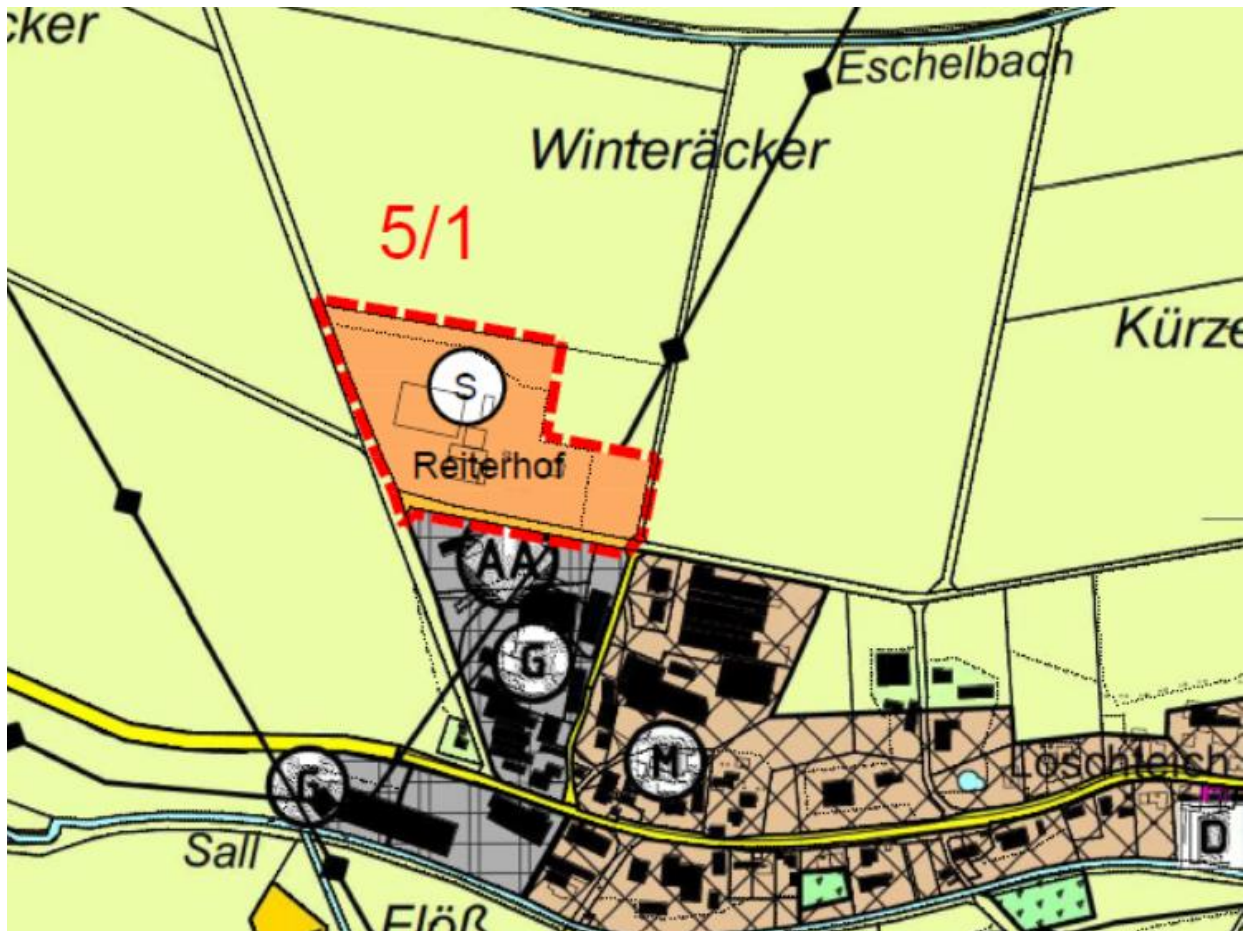 cker
Eschelbach
Winteräcker
5/1
Kürze
S
Reiterhof
AA
G
M
Löschteich
G
D
Sall
Flöß